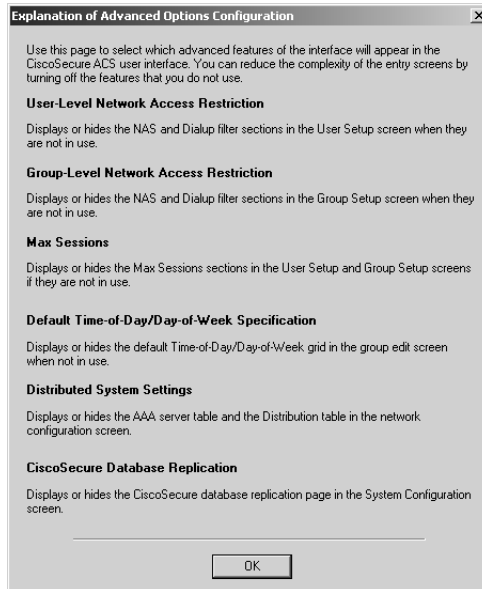 Explanation of Advanced Options Configuration
Use this page to select which advanced features of the interface will appear in the
CiscoSecure ACS user interface. You can reduce the complexity of the entry screens by
turning off the features that you do not use.
User-Level Network Access Restriction
Displays or hides the NAS and Dialup filter sections in the User Setup screen when they
are not in use.
Group-Level Network Access Restriction
Displays or hides the NAS and Dialup filter sections in the Group Setup screen when they
are not in use.
Max Sessions
Displays or hides the Max Sessions sections in the User Setup and Group Setup screens
if they are not in use.
Default Time-of-Day/Day-of-Week Specification
Displays or hides the default Time-of-Day/Day-of-Week grid in the group edit screen
when not in use.
Distributed System Settings
Displays or hides the AAA server table and the Distribution table in the network
configuration screen.
CiscoSecure Database Replication
Displays or hides the CiscoSecure database replication page in the System Configuration
screen.
OK